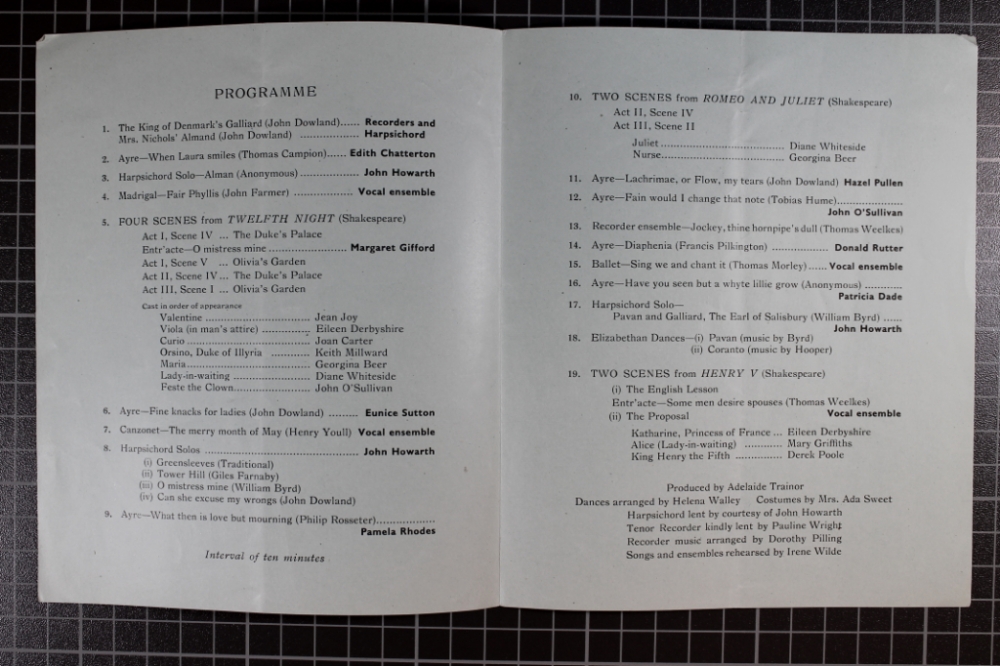 PROGRAMME
1. The King of Denmark's Galliard (John Dowland)...... Recorders and
Mrs. Nichols' Almand (John Dowland) .................. Harpsichord
2. Ayre—When Laura smiles (Thomas Campion)...... Edith Chatterton
3. Harpsichord Solo—Alman (Anonymous) .................... John Howarth
4. Madrigal—Fair Phyllis (John Farmer) .................. Vocal ensemble
5. FOUR SCENES from TWELFTH NIGHT (Shakespeare)
Act I, Scene IV ... The Duke's Palace
Entr'acte—O mistress mine ......................... Margaret Gifford
Act I, Scene V ... Olivia's Garden
Act II, Scene IV ... The Duke's Palace
Act III, Scene I ... Olivia's Garden
Cast in order of appearance
Valentine ................................ Jean Joy
Viola (in man's attire) ............... Eileen Derbyshire
Curio ...................................... Joan Carter
Orsino, Duke of Illyria ............ Keith Millward
Maria...................................... Georgina Beer
Lady-in-waiting ....................... Diane Whiteside
Feste the Clown........................ John O'Sullivan
6. Ayre—Fine knacks for ladies (John Dowland) ......... Eunice Sutton
7. Canzonet—The merry month of May (Henry Youll) Vocal ensemble
8. Harpsichord Solos .............................................. John Howarth
(i) Greensleeves (Traditional)
(ii) Tower Hill (Giles Farnaby)
(iii) O mistress mine (William Byrd)
(iv) Can she excuse my wrongs (John Dowland)
9. Ayre—What then is love but mourning (Philip Rosseter)..................
Pamela Rhodes
Interval of ten minutes
10. TWO SCENES from ROMEO AND JULIET (Shakespeare)
Act II, Scene IV
Act III, Scene II
Juliet ...................................... Diane Whiteside
Nurse..................................... Georgina Beer
11. Ayre—Lachrimae, or Flow, my tears (John Dowland) Hazel Pullen
12. Ayre—Fain would I change that note (Tobias Hume)....................
John O'Sullivan
13. Recorder ensemble—Jockey, thine hornpipe's dull (Thomas Weelkes)
14. Ayre—Diaphenia (Francis Pilkington) .................. Donald Rutter
15. Ballet—Sing we and chant it (Thomas Morley)...... Vocal ensemble
16. Ayre—Have you seen but a whyte lillie grow (Anonymous) ............
Patricia Dade
17. Harpsichord Solo—
Pavan and Galliard, The Earl of Salisbury (William Byrd) ......
John Howarth
18. Elizabethan Dances—(i) Pavan (music by Byrd)
(ii) Coranto (music by Hooper)
19. TWO SCENES from HENRY V (Shakespeare)
(i) The English Lesson
Entr'acte—Some men desire spouses (Thomas Weelkes)
(ii) The Proposal Vocal ensemble
Katharine, Princess of France ... Eileen Derbyshire
Alice (Lady-in-waiting) ............ Mary Griffiths
King Henry the Fifth ............... Derek Poole
Produced by Adelaide Trainor
Dances arranged by Helena Walley Costumes by Mrs. Ada Sweet
Harpsichord lent by courtesy of John Howarth
Tenor Recorder kindly lent by Pauline Wright
Recorder music arranged by Dorothy Pilling
Songs and ensembles rehearsed by Irene Wilde